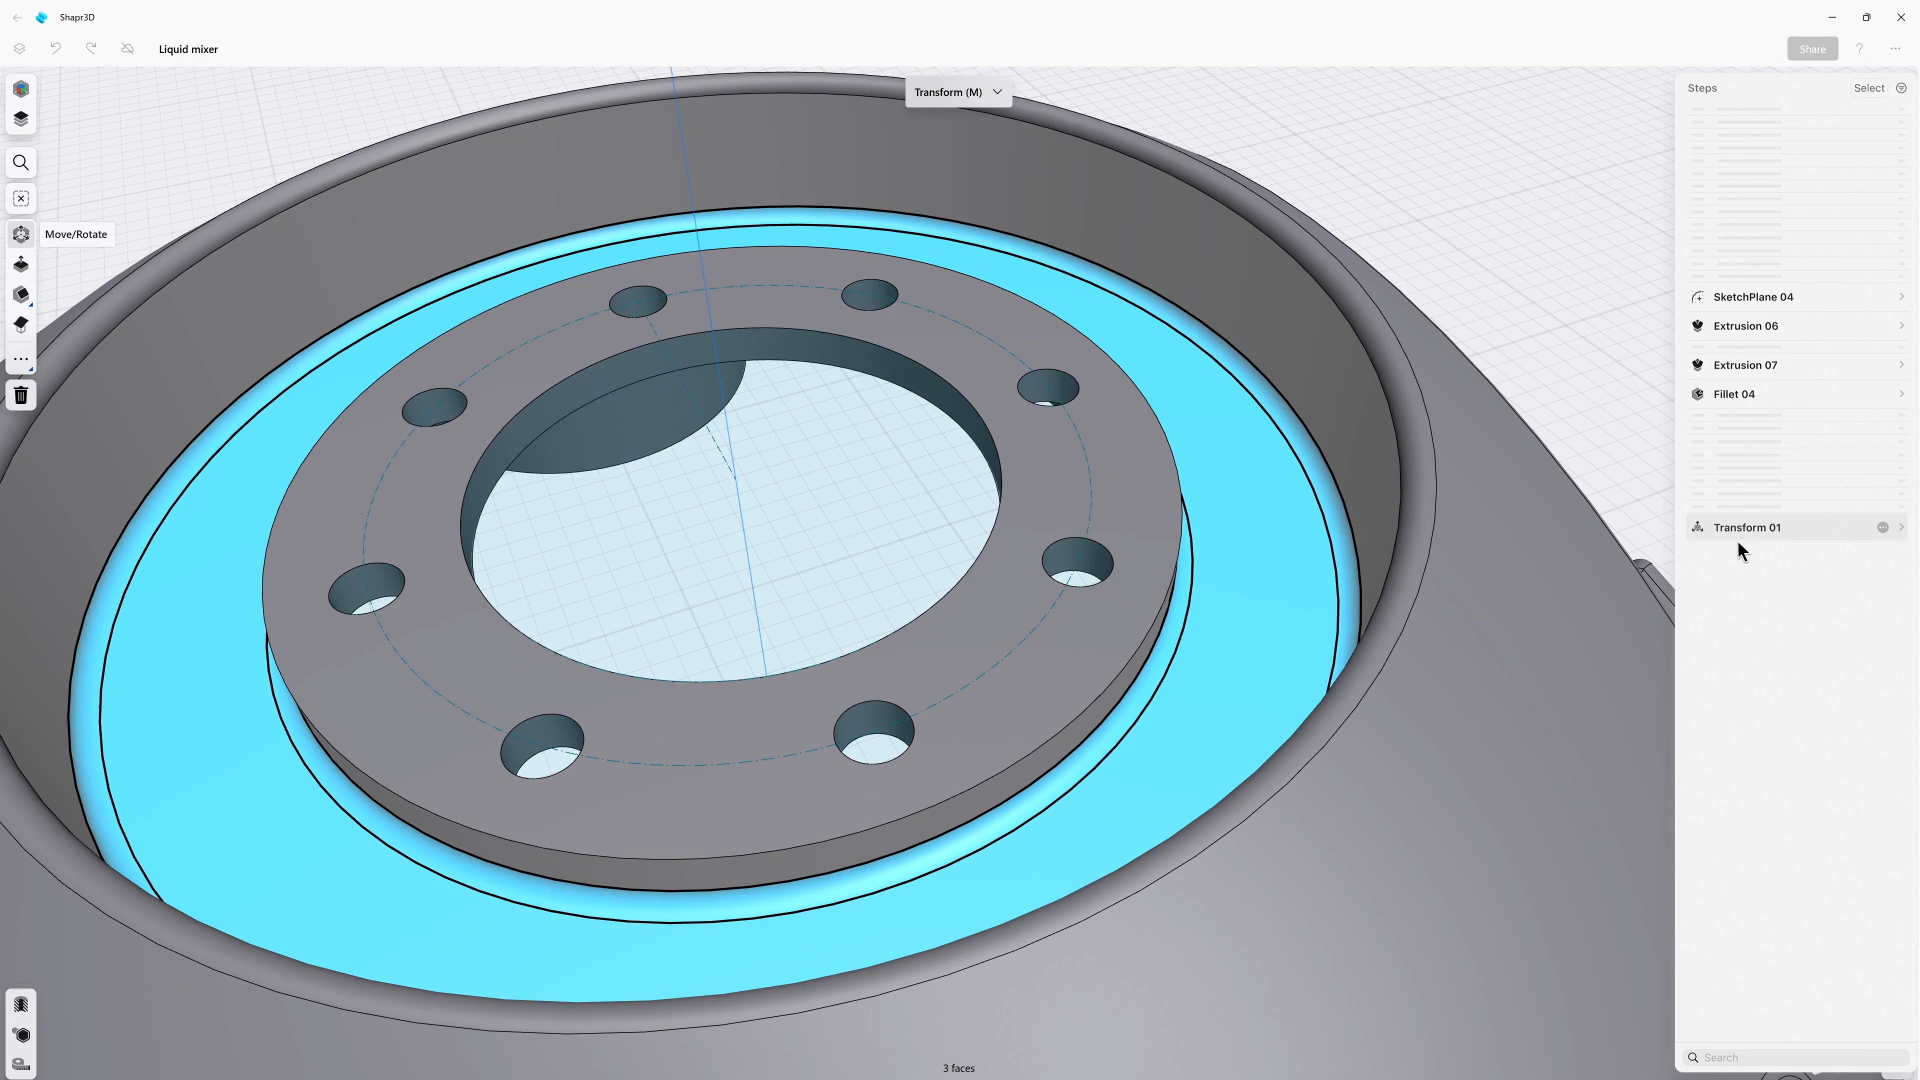 Shapr3D
Liquid mixer
Share
?
Transform (M)
Steps
Select
Move/Rotate
SketchPlane 04
Extrusion 06
Extrusion 07
Fillet 04
Transform 01
3 faces
Search